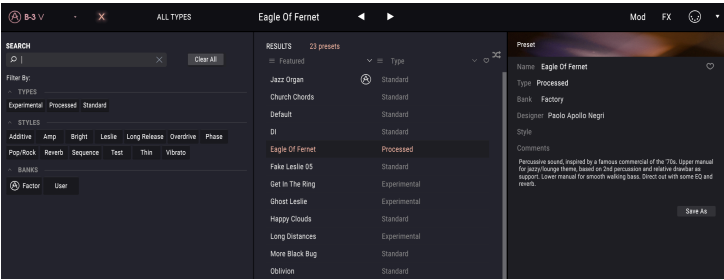 B-3 V
ALL TYPES
Eagle Of Fernet
Mod
FX
SEARCH
Clear All
Filter By:
TYPES
Experimental Processed Standard
STYLES
Additive Amp Bright Leslie Long Release Overdrive Phase
Pop/Rock Reverb Sequence Test Thin Vibrato
BANKS
Factor User
RESULTS 23 presets
Featured Type
Jazz Organ Standard
Church Chords Standard
Default Standard
DI Standard
Eagle Of Fernet Processed
Fake Leslie 05 Standard
Get In The Ring Experimental
Ghost Leslie Experimental
Happy Clouds Standard
Long Distances Experimental
More Black Bug Standard
Oblivion Standard
Preset
Name Eagle Of Fernet
Type Processed
Bank Factory
Designer Paolo Apollo Negri
Style
Comments
Percussive sound, inspired by a famous commercial of the '70s. Upper manual
for jazzy/lounge theme, based on 2nd percussion and relative drawbar as
support. Lower manual for smooth walking bass. Direct out with some EQ and
reverb.
Save As